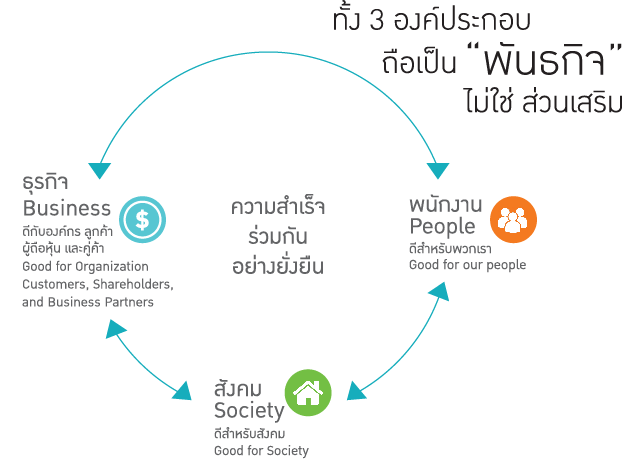 ทั้ง 3 องค์ประกอบ
ถือเป็น “พันธกิจ”
ไม่ใช่ ส่วนเสริม
ธุรกิจ
Business
ดีกับองค์กร ลูกค้า
ผู้ถือหุ้น และคู่ค้า
Good for Organization
Customers, Shareholders,
and Business Partners
$
ความสำเร็จ
ร่วมกัน
อย่างยั่งยืน
พนักงาน
People
ดีสำหรับพวกเรา
Good for our people
สังคม
Society
ดีสำหรับสังคม
Good for Society